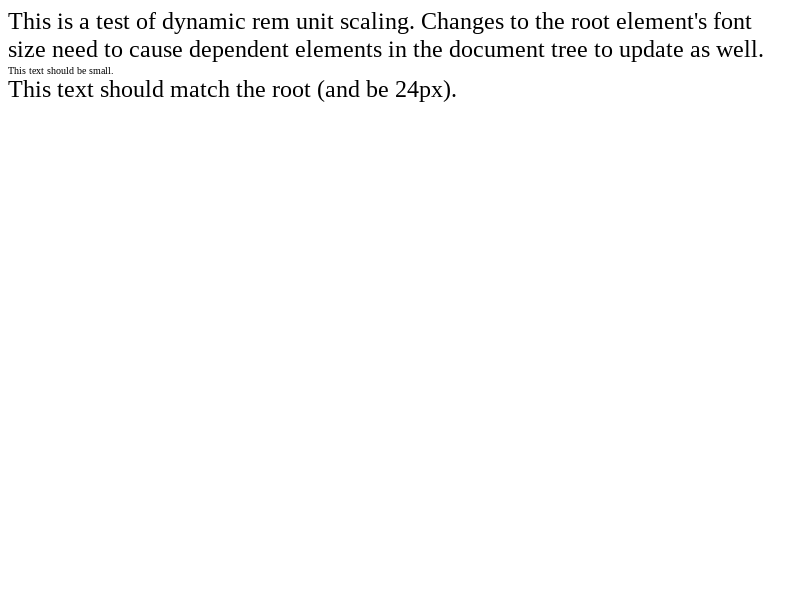 This is a test of dynamic rem unit scaling. Changes to the root element's font
size need to cause dependent elements in the document tree to update as well.
This text should be small.
This text should match the root (and be 24px).